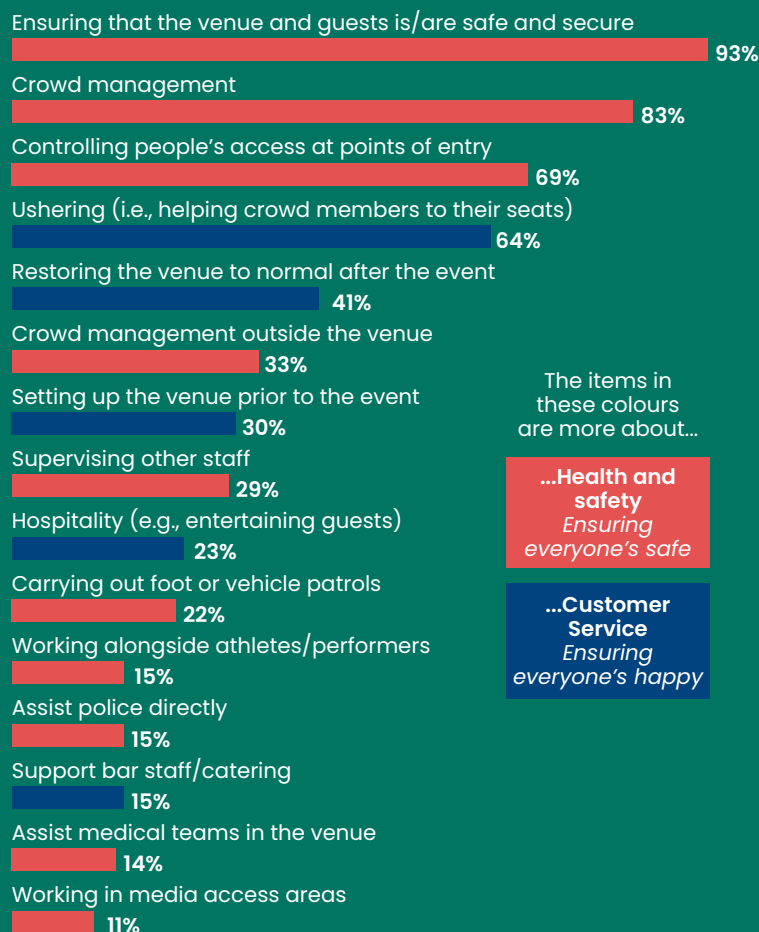 Ensuring that the venue and guests is/are safe and secure
93%
Crowd management
83%
Controlling people’s access at points of entry
69%
Ushering (i.e., helping crowd members to their seats)
64%
Restoring the venue to normal after the event
41%
Crowd management outside the venue
33%
Setting up the venue prior to the event
30%
Supervising other staff
29%
Hospitality (e.g., entertaining guests)
23%
Carrying out foot or vehicle patrols
22%
Working alongside athletes/performers
15%
Assist police directly
15%
Support bar staff/catering
15%
Assist medical teams in the venue
14%
Working in media access areas
11%
The items in
these colours
are more about...
...Health and
safety
Ensuring
everyone’s safe
...Customer
Service
Ensuring
everyone’s happy